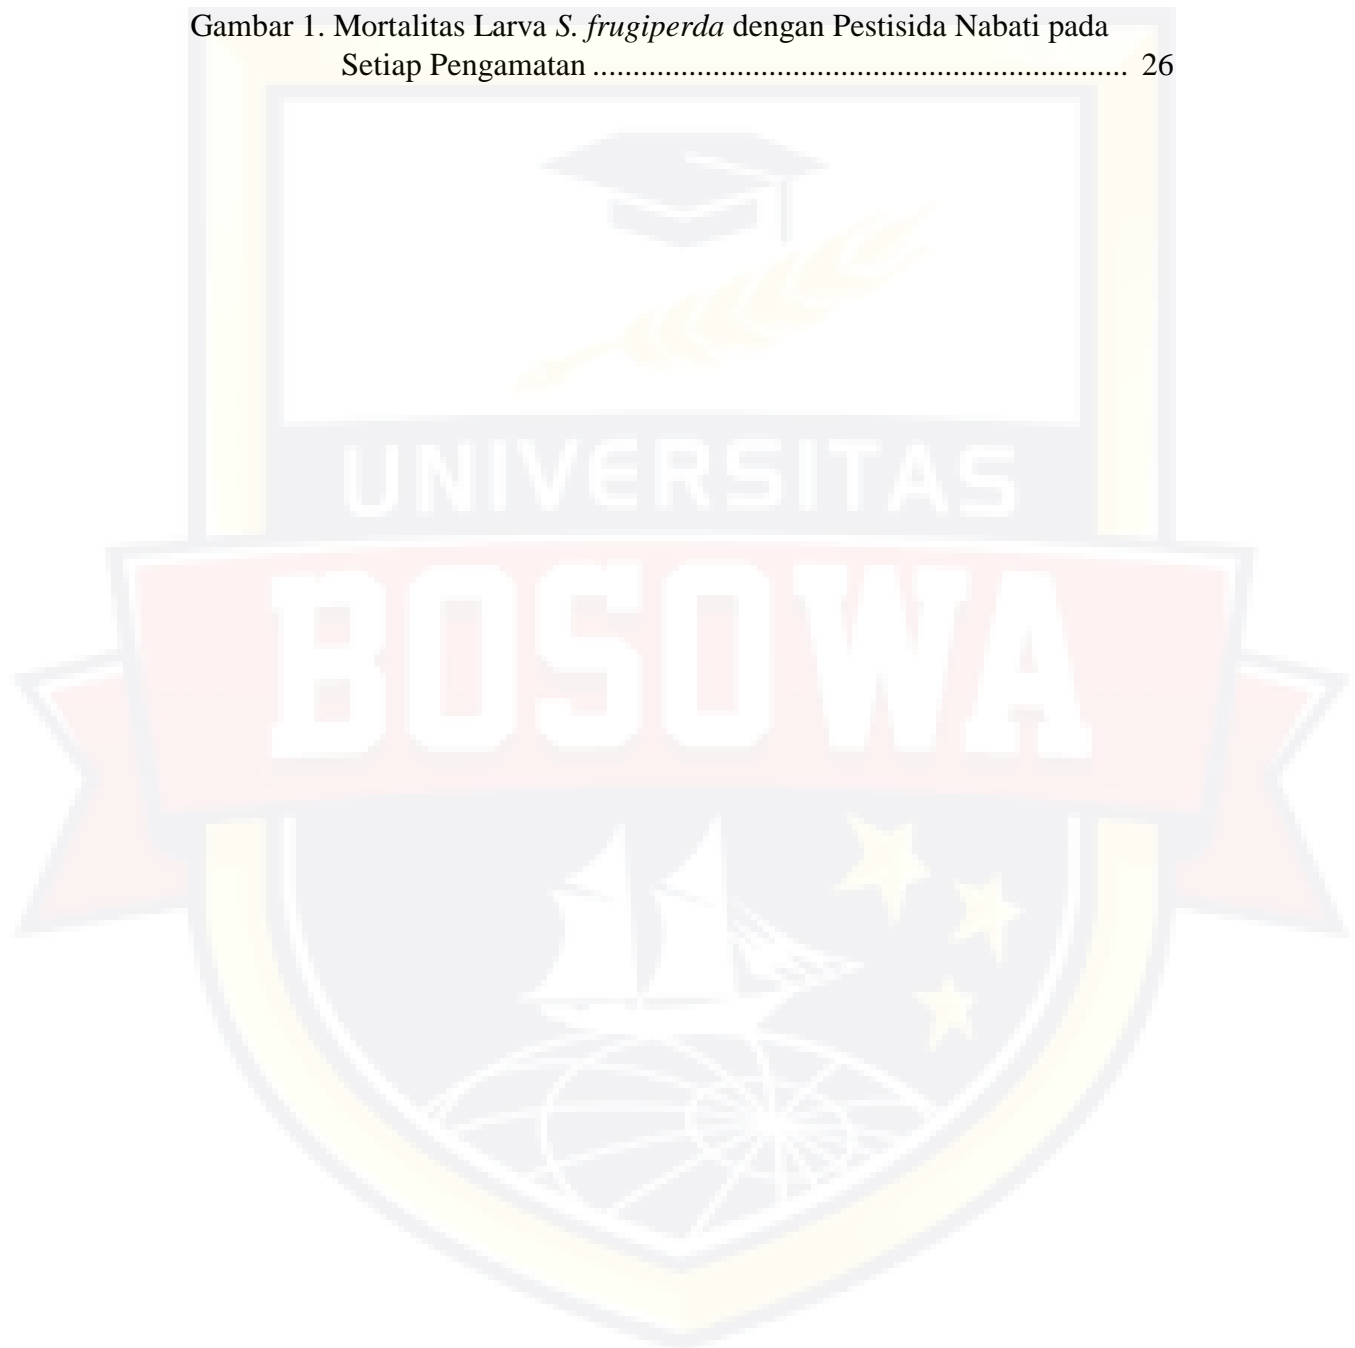 Gambar 1. Mortalitas Larva S. frugiperda dengan Pestisida Nabati pada
Setiap Pengamatan .................................................................. 26
UNIVERSITAS
BOSOWA